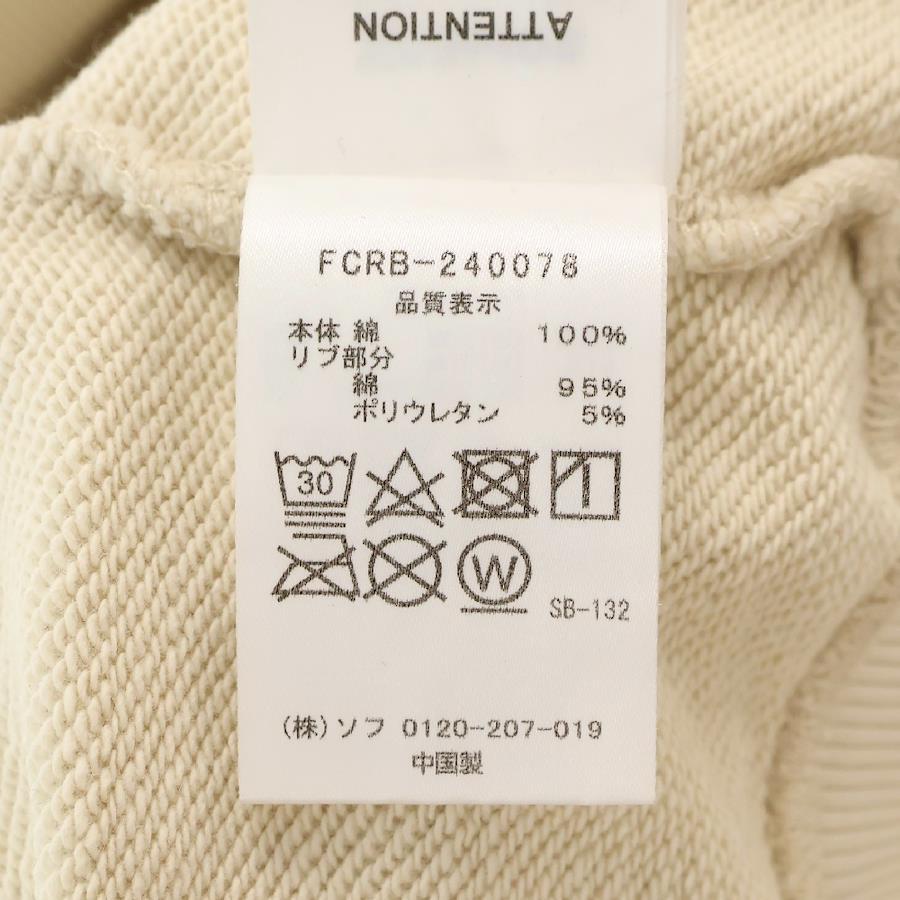 ATTENTION
FCRB-240078
品質表示
本体 綿 100%
リブ部分
綿 95%
ポリウレタン 5%
30
W
SB-132
(株)ソフ 0120-207-019
中国製